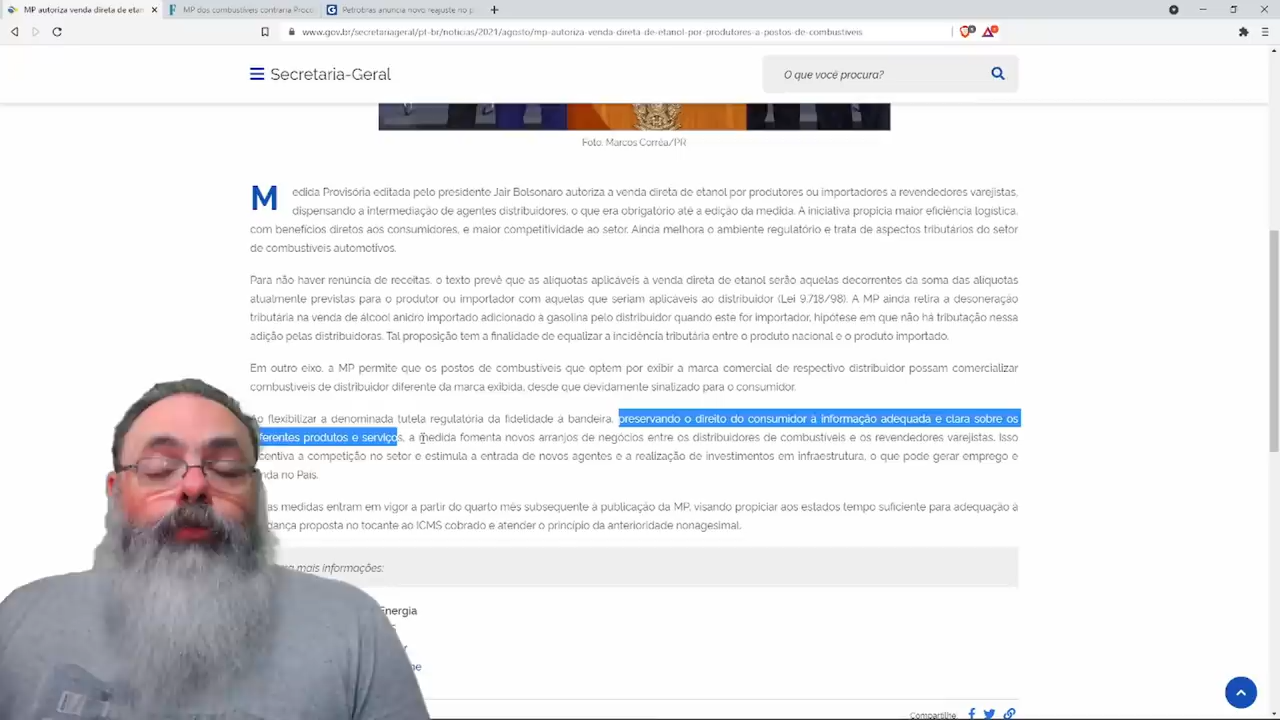 MP autoriza venda direta de etan
MP dos combustíveis contraria Proco
Petrobras anuncia novo reajuste no p
www.gov.br/secretariageral/pt-br/noticias/2021/agosto/mp-autoriza-venda-direta-de-etanol-por-produtores-a-postos-de-combustiveis
Secretaria-Geral
O que você procura?
Foto: Marcos Corrêa/PR
Medida Provisória editada pelo presidente Jair Bolsonaro autoriza a venda direta de etanol por produtores ou importadores a revendedores varejistas,
dispensando a intermediação de agentes distribuidores, o que era obrigatório até a edição da medida. A iniciativa propicia maior eficiência logística,
com benefícios diretos aos consumidores, e maior competitividade ao setor. Ainda melhora o ambiente regulatório e trata de aspectos tributários do setor
de combustíveis automotivos.
Para não haver renúncia de receitas, o texto prevê que as alíquotas aplicáveis à venda direta de etanol serão aquelas decorrentes da soma das alíquotas
atualmente previstas para o produtor ou importador com aquelas que seriam aplicáveis ao distribuidor (Lei 9.718/98). A MP ainda retira a desoneração
tributária na venda de álcool anidro importado adicionado à gasolina pelo distribuidor quando este for importador, hipótese em que não há tributação nessa
adição pelas distribuidoras. Tal proposição tem a finalidade de equalizar a incidência tributária entre o produto nacional e o produto importado.
Em outro eixo, a MP permite que os postos de combustíveis que optem por exibir a marca comercial de respectivo distribuidor possam comercializar
combustíveis de distribuidor diferente da marca exibida, desde que devidamente sinalizado para o consumidor.
Ao flexibilizar a denominada tutela regulatória da fidelidade à bandeira, preservando o direito do consumidor à informação adequada e clara sobre os
diferentes produtos e serviços, a medida fomenta novos arranjos de negócios entre os distribuidores de combustíveis e os revendedores varejistas. Isso
incentiva a competição no setor e estimula a entrada de novos agentes e a realização de investimentos em infraestrutura, o que pode gerar emprego e
renda no País.
as medidas entram em vigor a partir do quarto mês subsequente à publicação da MP, visando propiciar aos estados tempo suficiente para adequação à
dança proposta no tocante ao ICMS cobrado e atender o princípio da anterioridade nonagesimal.
mais informações:
Energia
Compartilhe: